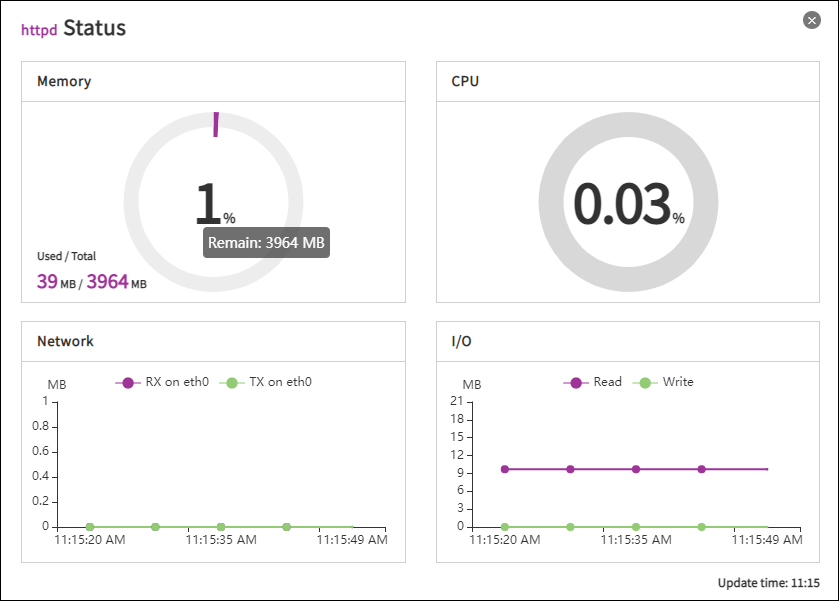 httpd Status
Memory
1%
Remain: 3964 MB
Used / Total
39 MB / 3964 MB
CPU
0.03%
Network
MB
RX on eth0 TX on eth0
1
0.8
0.6
0.4
0.2
0
11:15:20 AM 11:15:35 AM 11:15:49 AM
I/O
MB
Read Write
21
18
15
12
9
6
3
0
11:15:20 AM 11:15:35 AM 11:15:49 AM
Update time: 11:15